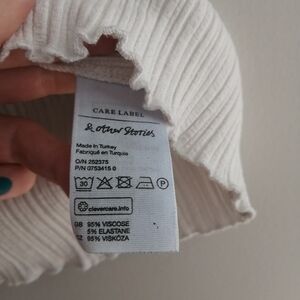 CARE LABEL
& other Stories
Made in Turkey
Fabriqué en Turquie
O/N 252375
P/N 0753415 0
30
P
clevercare.info
GB 95% VISCOSE
5% ELASTANE
CZ 95% VISKÓZA